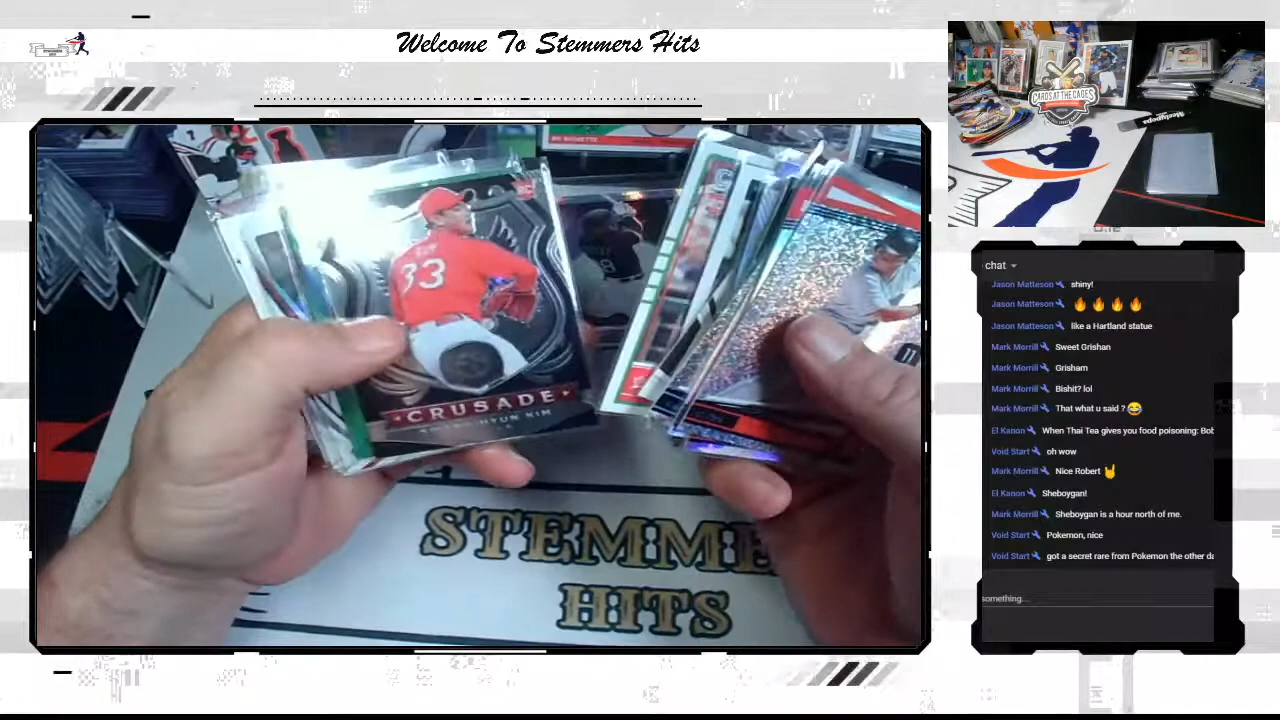 Welcome To Stemmers Hits
CARDS AT THE CAGES
33
CRUSADE
HYUN KIM
STEMME
HITS
chat
Jason Matteson shiny!
Jason Matteson 🔥🔥🔥🔥
Jason Matteson like a Hartland statue
Mark Morrill Sweet Grishan
Mark Morrill Grisham
Mark Morrill Bishit? lol
Mark Morrill That what u said ? 😂
El Kanon When Thai Tea gives you food poisoning: Bob
Void Start oh wow
Mark Morrill Nice Robert 🤘
El Kanon Sheboygan!
Mark Morrill Sheboygan is a hour north of me.
Void Start Pokemon, nice
Void Start got a secret rare from Pokemon the other da
something...